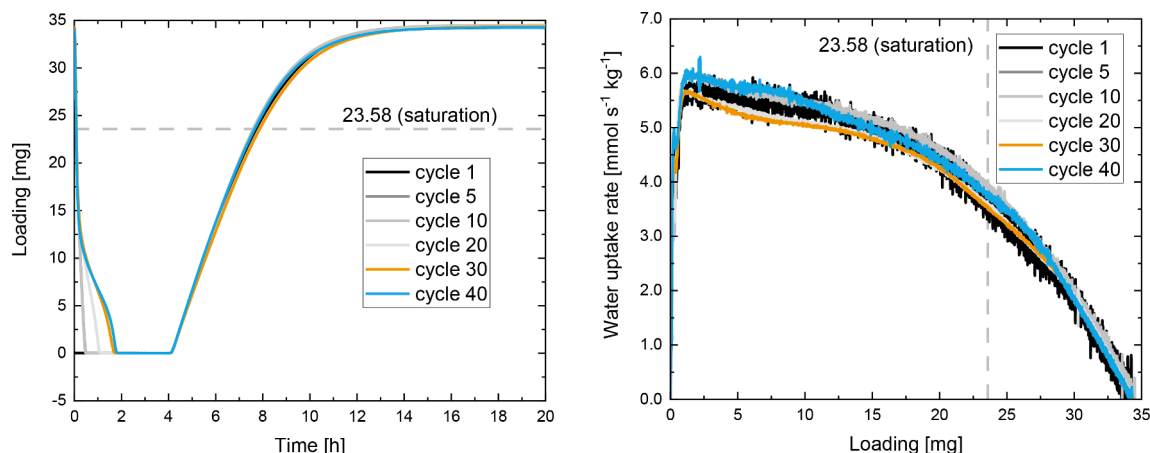 35
30
25
20
15
10
5
0
-5
Loading [mg]
23.58 (saturation)
cycle 1
cycle 5
cycle 10
cycle 20
cycle 30
cycle 40
0 2 4 6 8 10 12 14 16 18 20
Time [h]
7.0
6.0
5.0
4.0
3.0
2.0
1.0
0.0
Water uptake rate [mmol s⁻¹ kg⁻¹]
23.58 (saturation)
cycle 1
cycle 5
cycle 10
cycle 20
cycle 30
cycle 40
0 5 10 15 20 25 30 35
Loading [mg]